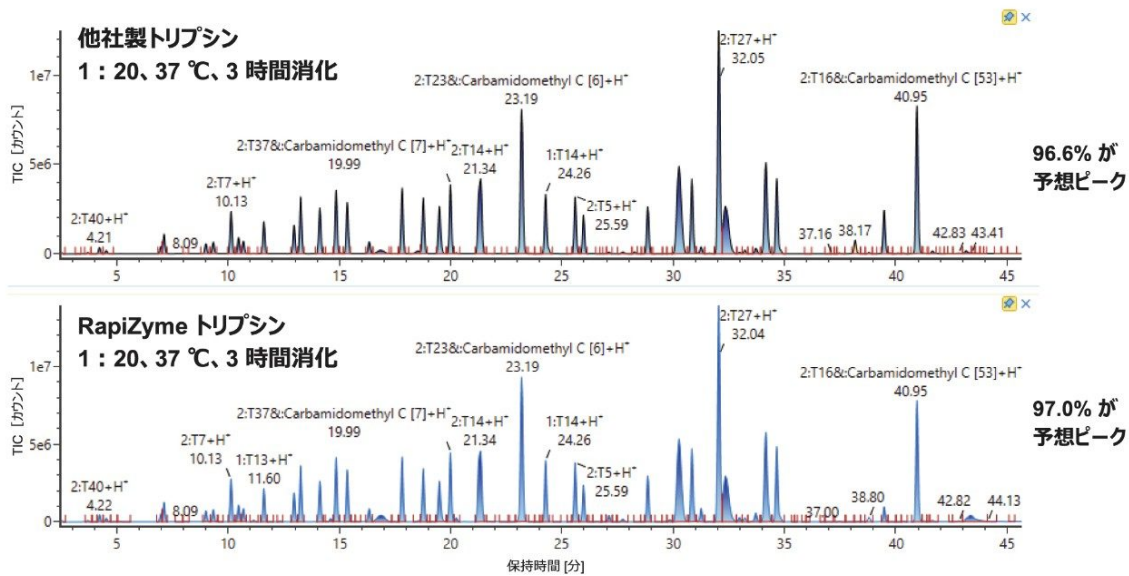 他社製トリプシン
1：20、37 ℃、3 時間消化
TIC [カウント]
1e7
5e6
0
2:T40+H⁺
4.21
8.09
2:T7+H⁺
10.13
2:T37&:Carbamidomethyl C [7]+H⁺
19.99
2:T14+H⁺
21.34
2:T23&:Carbamidomethyl C [6]+H⁺
23.19
1:T14+H⁺
24.26
2:T5+H⁺
25.59
2:T27+H⁺
32.05
37.16
38.17
2:T16&:Carbamidomethyl C [53]+H⁺
40.95
42.83
43.41
5 10 15 20 25 30 35 40 45
96.6% が
予想ピーク
RapiZyme トリプシン
1：20、37 ℃、3 時間消化
TIC [カウント]
1e7
5e6
0
2:T40+H⁺
4.22
8.09
2:T7+H⁺
10.13
1:T13+H⁺
11.60
2:T37&:Carbamidomethyl C [7]+H⁺
19.99
2:T14+H⁺
21.34
2:T23&:Carbamidomethyl C [6]+H⁺
23.19
1:T14+H⁺
24.26
2:T5+H⁺
25.59
2:T27+H⁺
32.04
37.00
38.80
2:T16&:Carbamidomethyl C [53]+H⁺
40.95
42.82
44.13
5 10 15 20 25 30 35 40 45
保持時間 [分]
97.0% が
予想ピーク